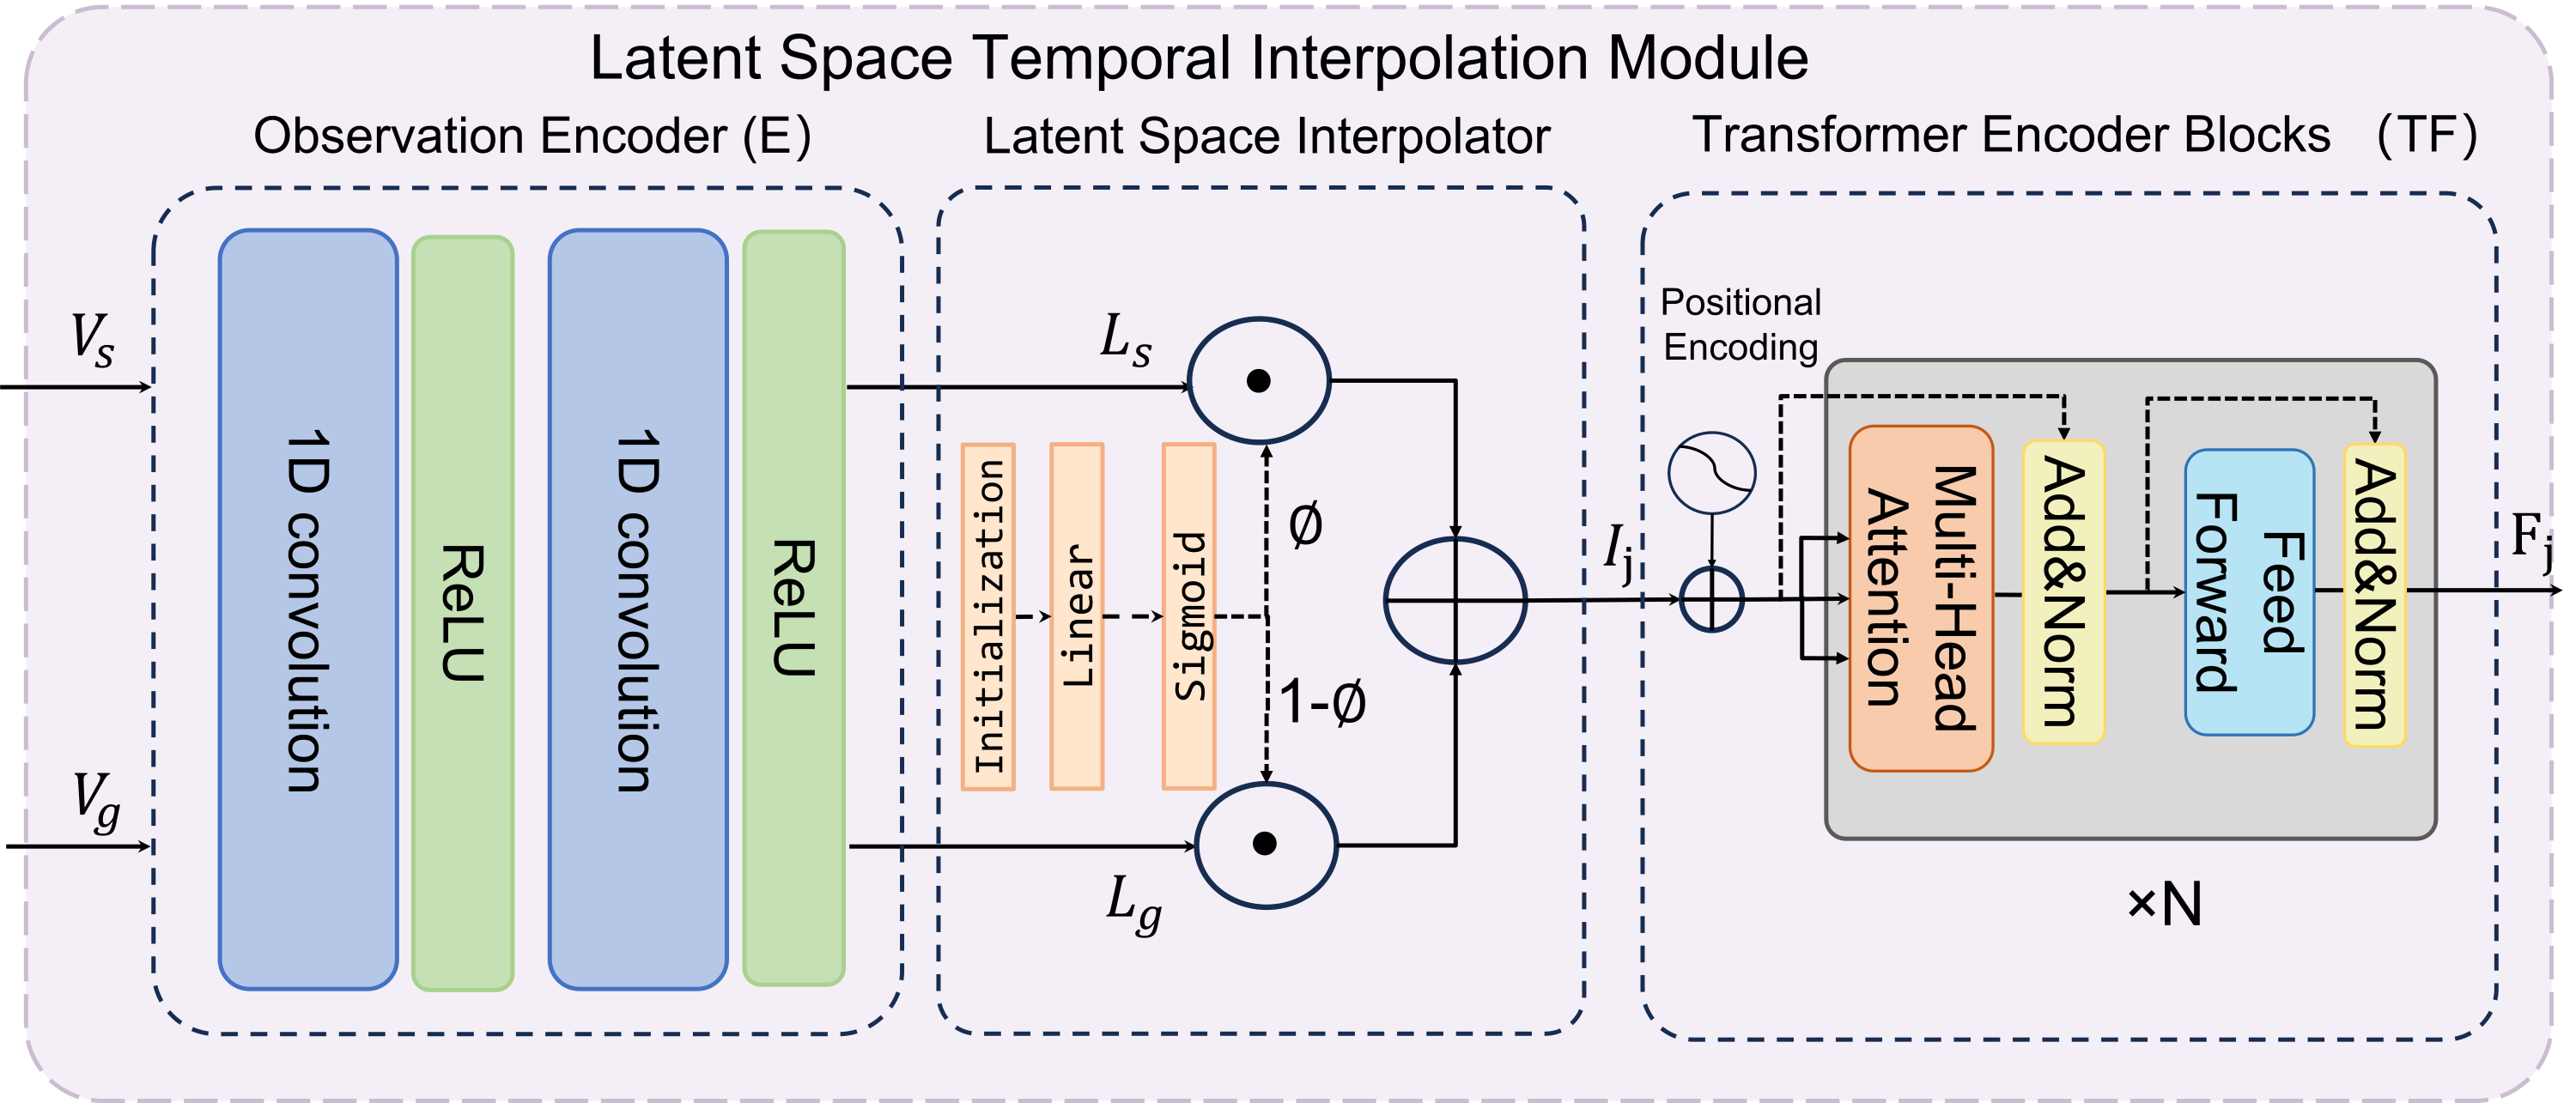 Latent Space Temporal Interpolation Module
Observation Encoder (E)
Latent Space Interpolator
Transformer Encoder Blocks (TF)
V_s
V_g
1D convolution
ReLU
1D convolution
ReLU
L_s
L_g
Initialization
Linear
Sigmoid
∅
1-∅
I_j
Positional
Encoding
Multi-Head
Attention
Add&Norm
Feed
Forward
Add&Norm
×N
F_j